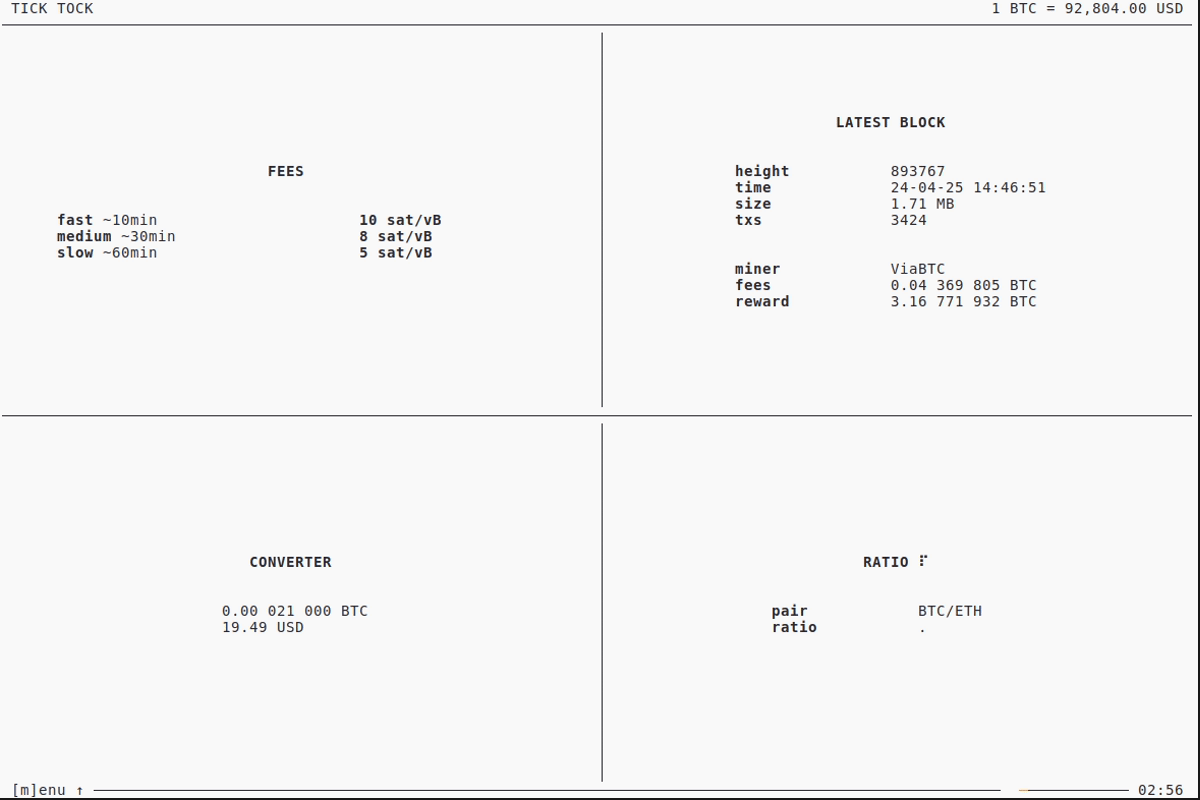 TICK TOCK 1 BTC = 92,804.00 USD
FEES
fast ~10min 10 sat/vB
medium ~30min 8 sat/vB
slow ~60min 5 sat/vB
LATEST BLOCK
height 893767
time 24-04-25 14:46:51
size 1.71 MB
txs 3424
miner ViaBTC
fees 0.04 369 805 BTC
reward 3.16 771 932 BTC
CONVERTER
0.00 021 000 BTC
19.49 USD
RATIO ⠏
pair BTC/ETH
ratio .
[m]enu ↑ 02:56